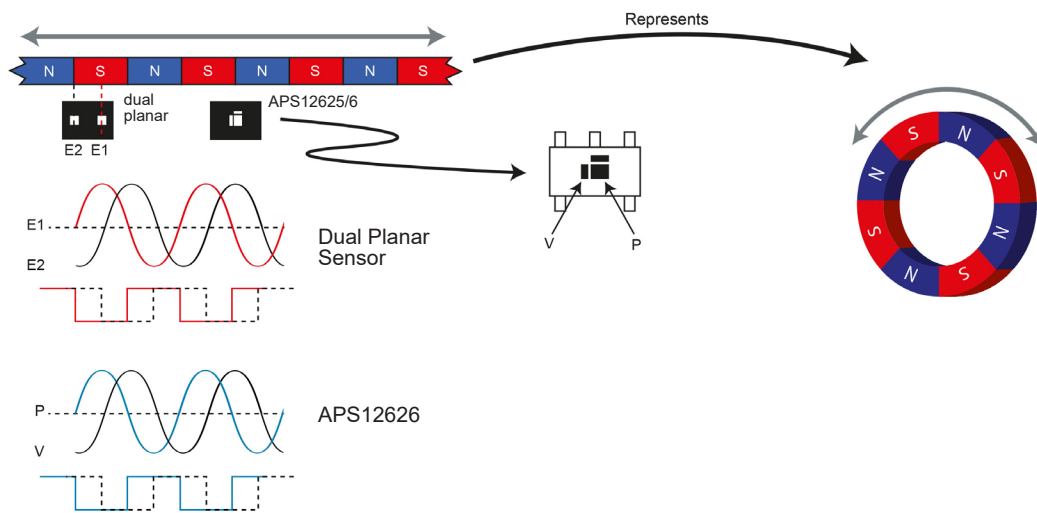 Represents
N S N S N S N S
dual
planar
APS12625/6
E2 E1
V P
S N S N S N S N
E1
E2
Dual Planar
Sensor
P
V
APS12626